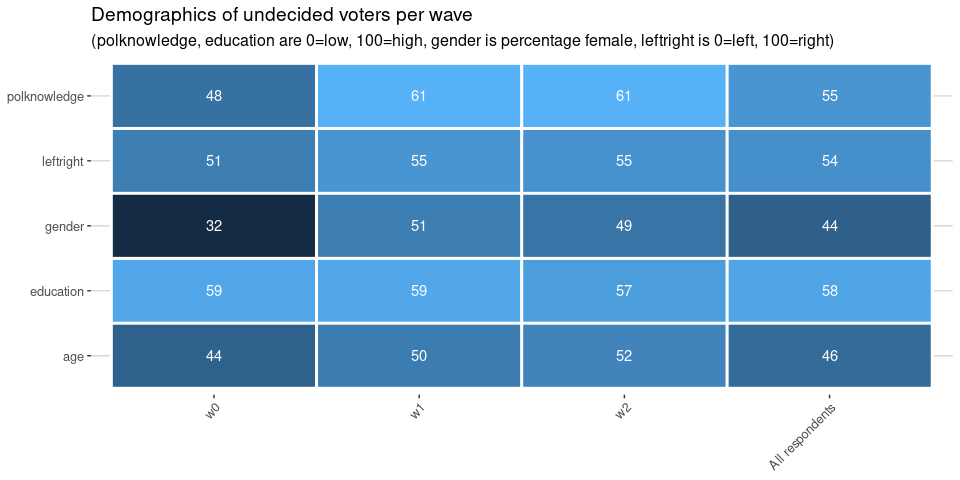 Demographics of undecided voters per wave
(polknowledge, education are 0=low, 100=high, gender is percentage female, leftright is 0=left, 100=right)
polknowledge 48 61 61 55
leftright 51 55 55 54
gender 32 51 49 44
education 59 59 57 58
age 44 50 52 46
w0 w1 w2 All respondents